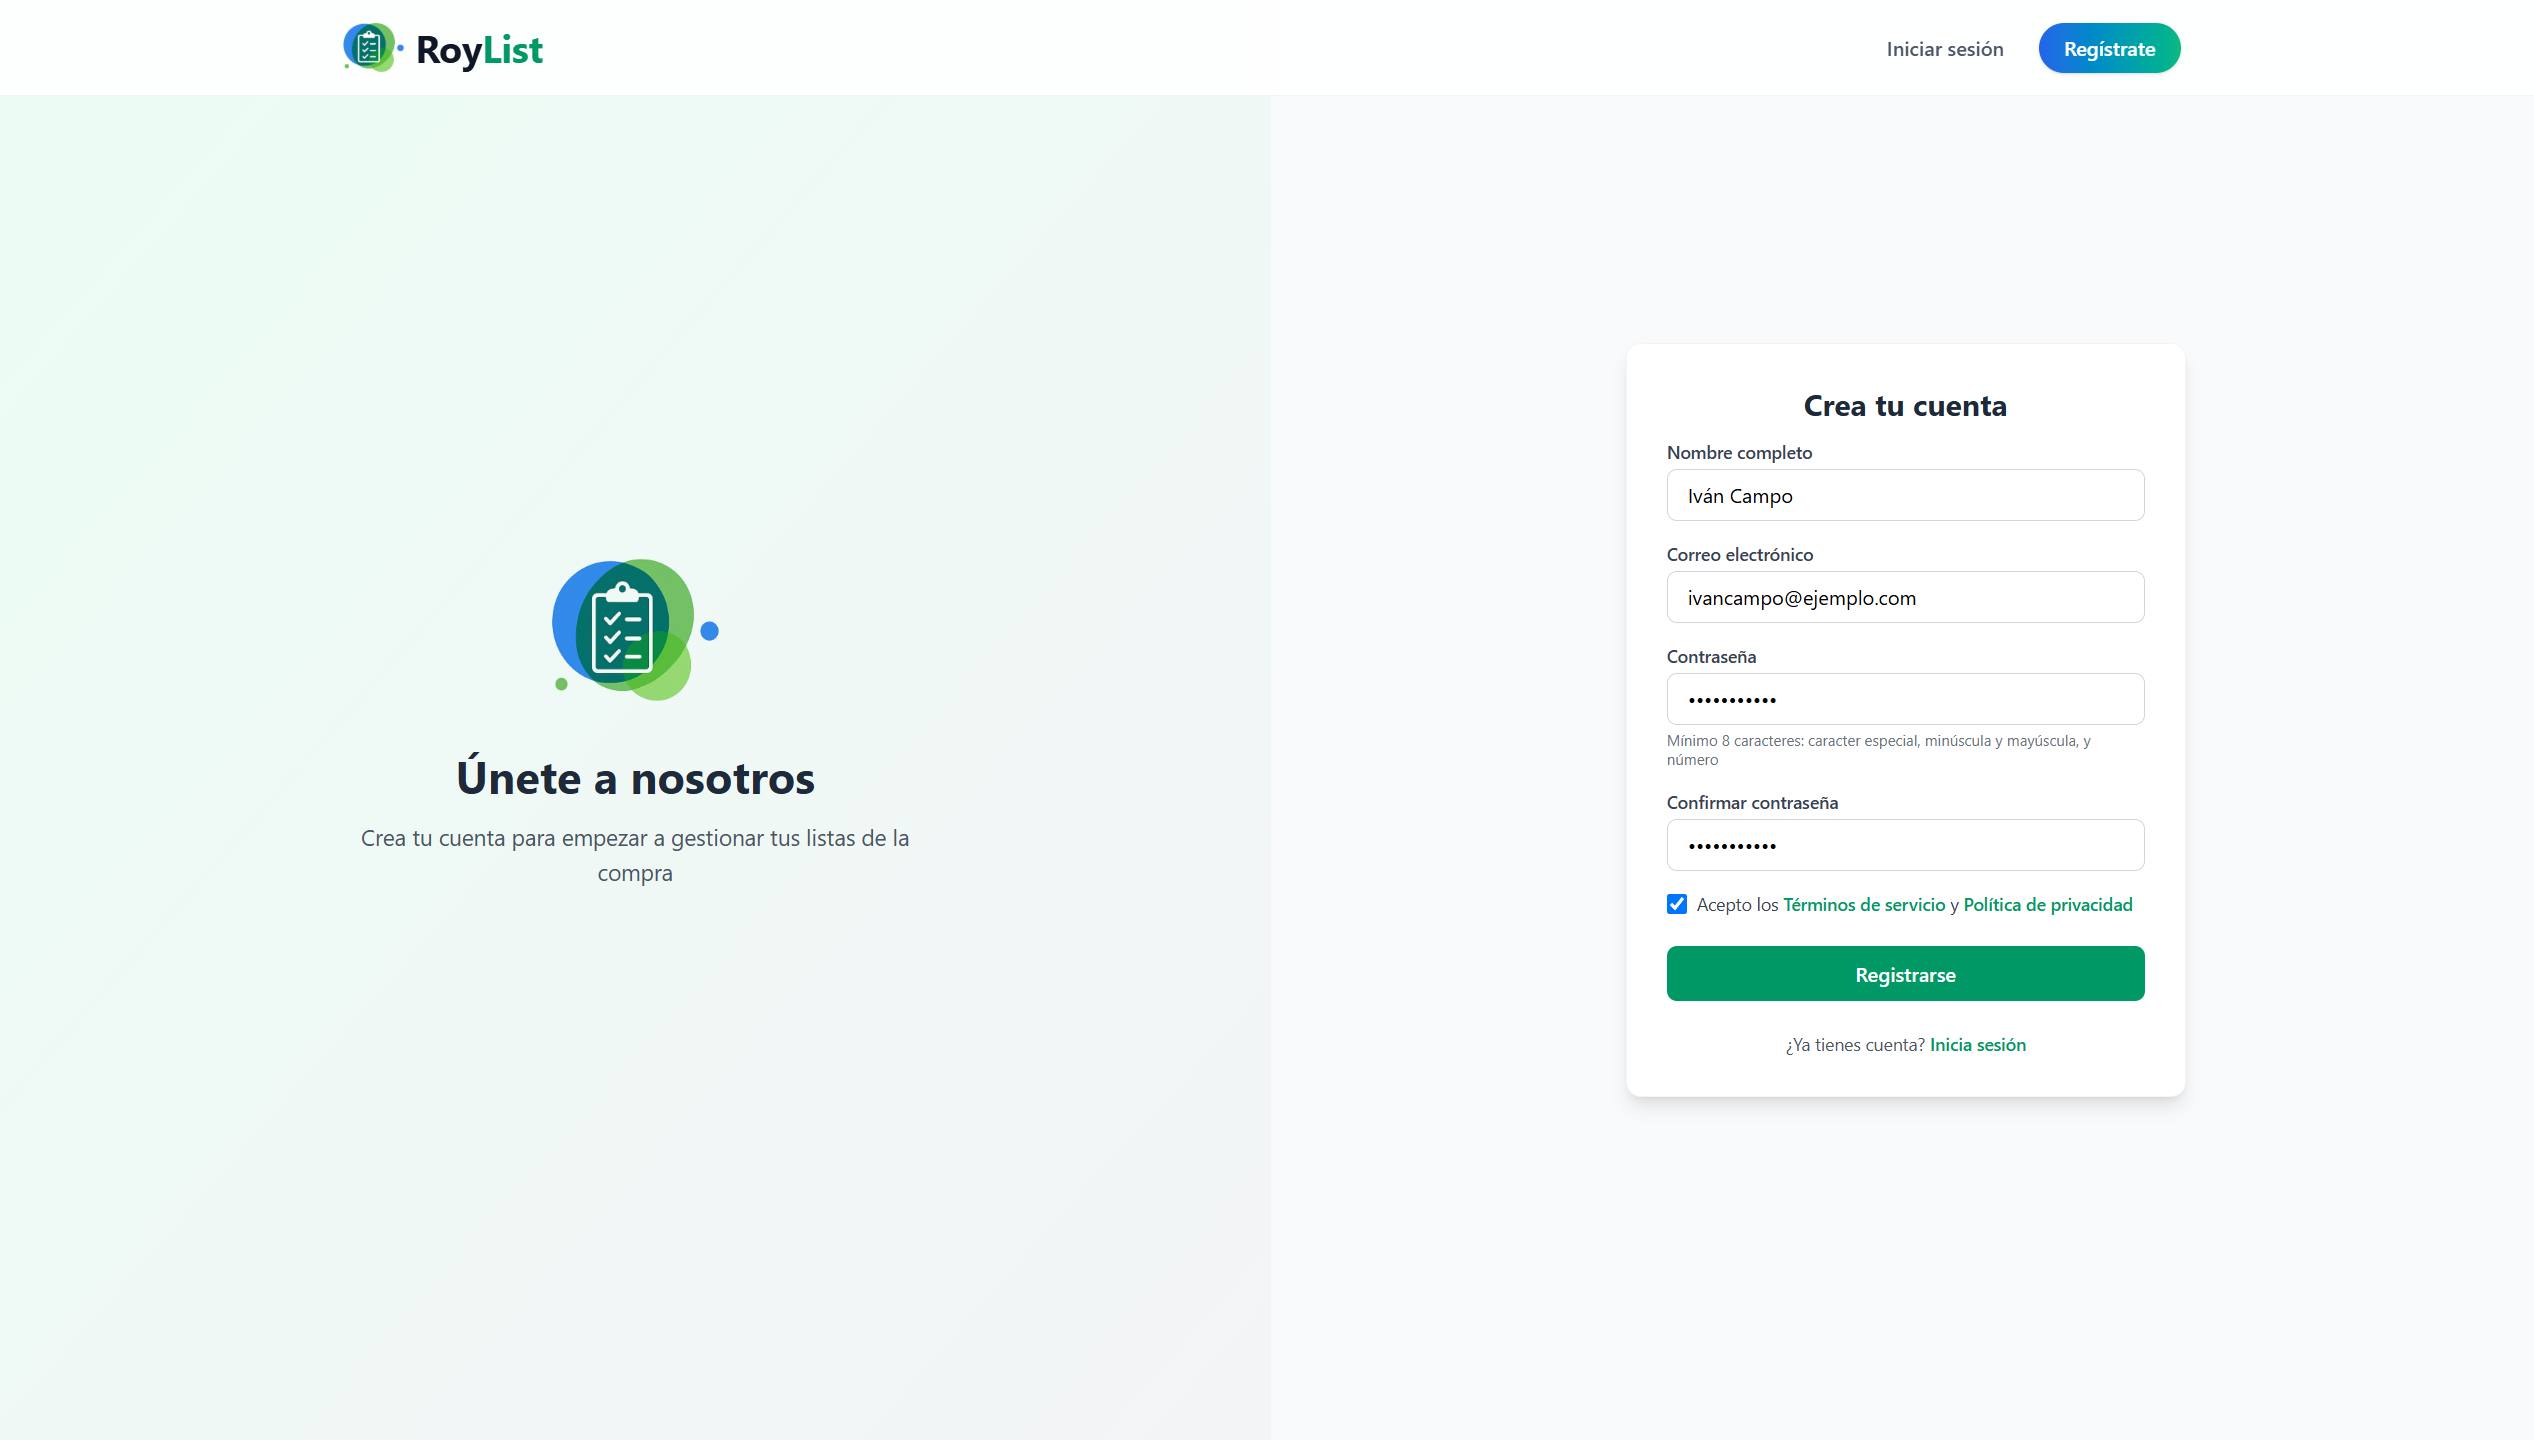 RoyList
Iniciar sesión
Regístrate
Únete a nosotros
Crea tu cuenta para empezar a gestionar tus listas de la
compra
Crea tu cuenta
Nombre completo
Iván Campo
Correo electrónico
ivancampo@ejemplo.com
Contraseña
•••••••••••
Mínimo 8 caracteres: caracter especial, minúscula y mayúscula, y
número
Confirmar contraseña
•••••••••••
Acepto los Términos de servicio y Política de privacidad
Registrarse
¿Ya tienes cuenta? Inicia sesión